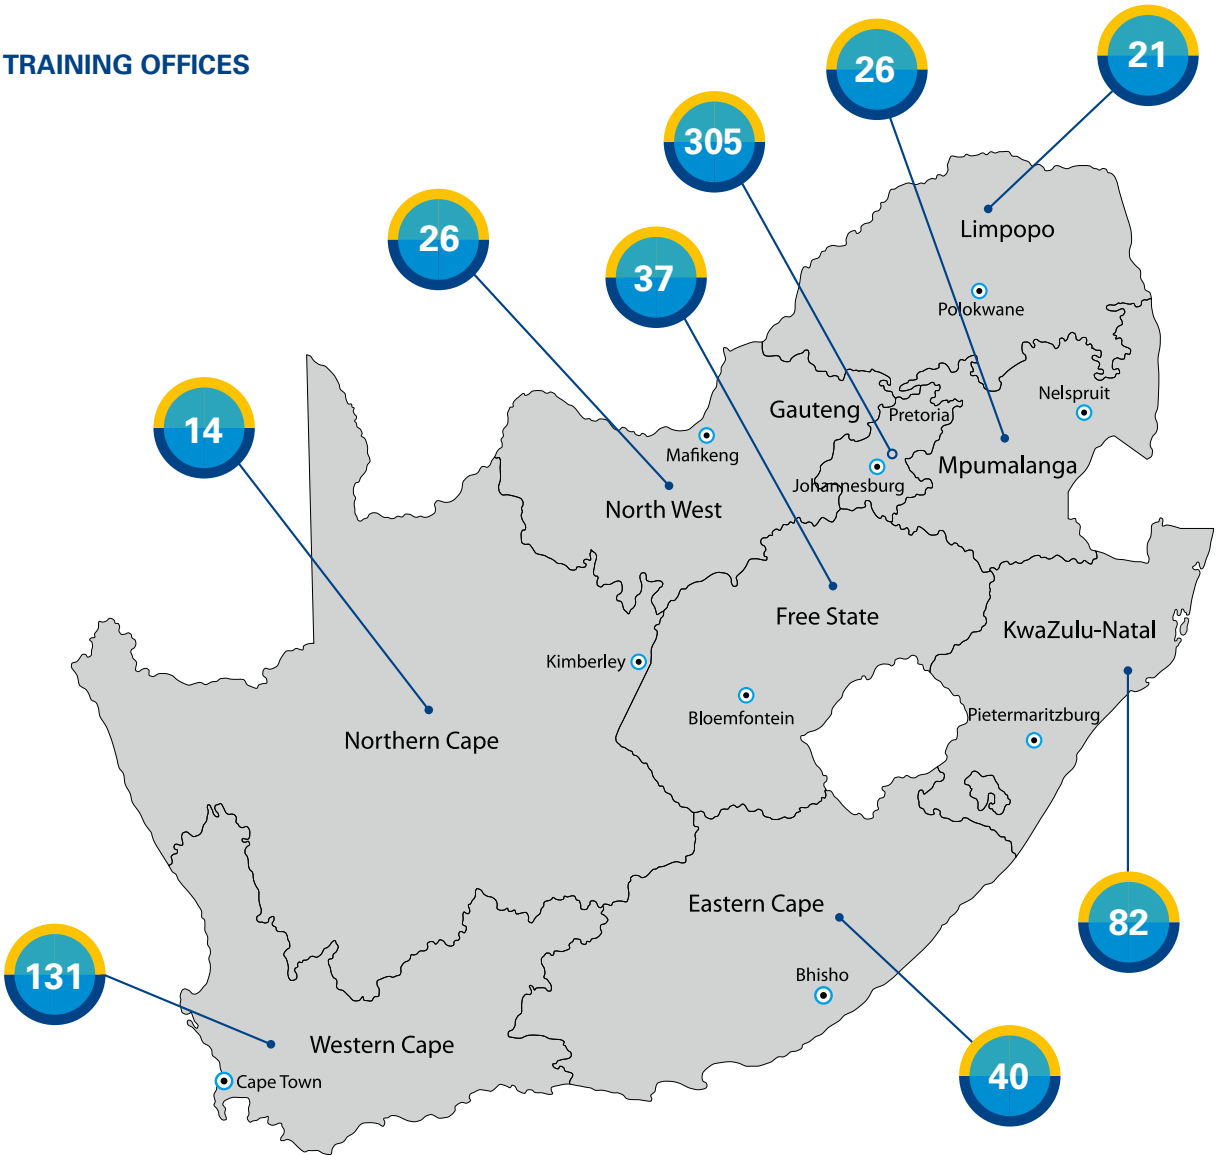 TRAINING OFFICES
21
26
305
26
37
14
Limpopo
Polokwane
Nelspruit
Gauteng
Pretoria
Mafikeng
Mpumalanga
Johannesburg
North West
Free State
KwaZulu-Natal
Kimberley
Bloemfontein
Pietermaritzburg
Northern Cape
Eastern Cape
82
131
Bhisho
Western Cape
Cape Town
40